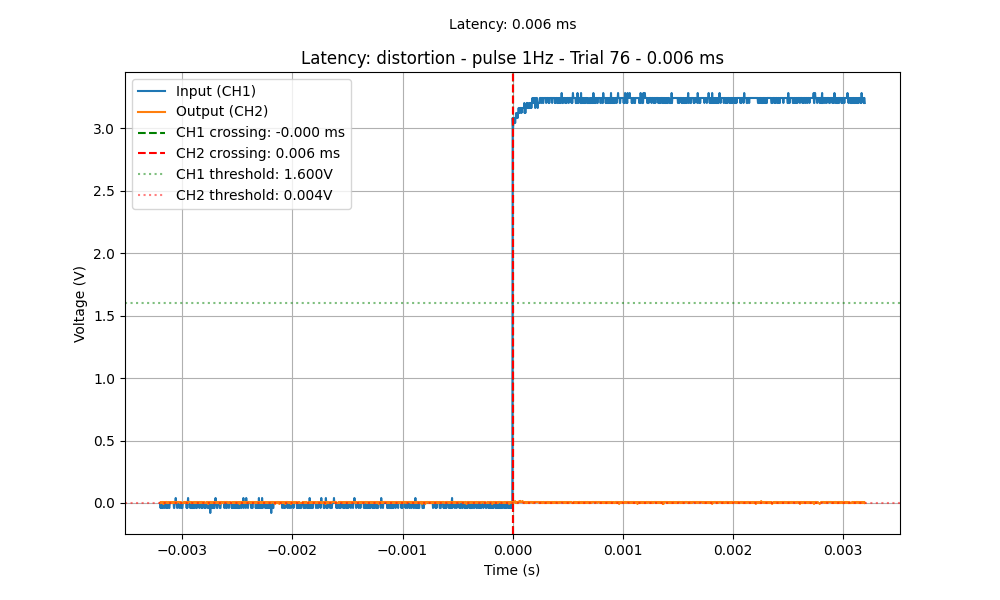 Latency: 0.006 ms
Latency: distortion - pulse 1Hz - Trial 76 - 0.006 ms
Input (CH1)
Output (CH2)
CH1 crossing: -0.000 ms
CH2 crossing: 0.006 ms
CH1 threshold: 1.600V
CH2 threshold: 0.004V
Voltage (V)
3.0
2.5
2.0
1.5
1.0
0.5
0.0
−0.003 −0.002 −0.001 0.000 0.001 0.002 0.003
Time (s)